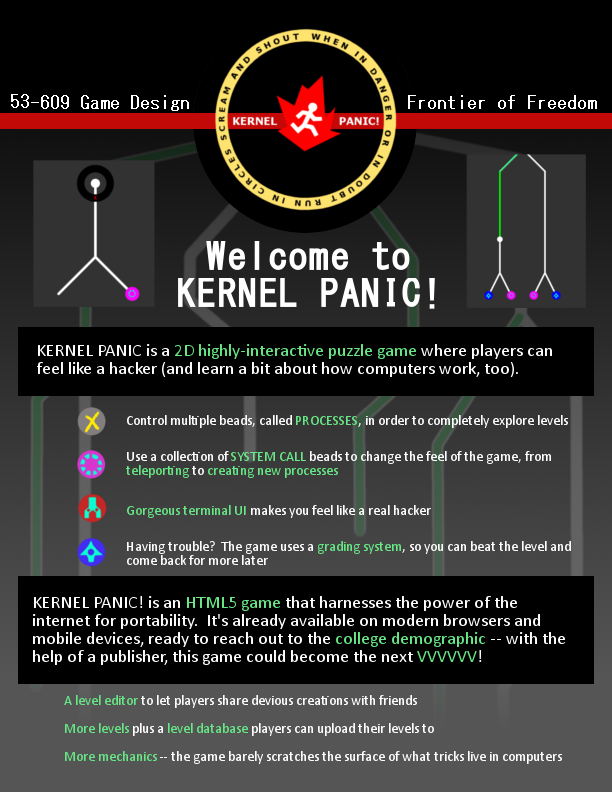 53-609 Game Design
Frontier of Freedom
WHEN IN DANGER OR IN DOUBT RUN IN CIRCLES SCREAM AND SHOUT
KERNEL PANIC!
Welcome to
KERNEL PANIC!
KERNEL PANIC is a 2D highly-interactive puzzle game where players can
feel like a hacker (and learn a bit about how computers work, too).
Control multiple beads, called PROCESSES, in order to completely explore levels
Use a collection of SYSTEM CALL beads to change the feel of the game, from
teleporting to creating new processes
Gorgeous terminal UI makes you feel like a real hacker
Having trouble? The game uses a grading system, so you can beat the level and
come back for more later
KERNEL PANIC! is an HTML5 game that harnesses the power of the
internet for portability. It's already available on modern browsers and
mobile devices, ready to reach out to the college demographic -- with the
help of a publisher, this game could become the next VVVVVV!
A level editor to let players share devious creations with friends
More levels plus a level database players can upload their levels to
More mechanics -- the game barely scratches the surface of what tricks live in computers